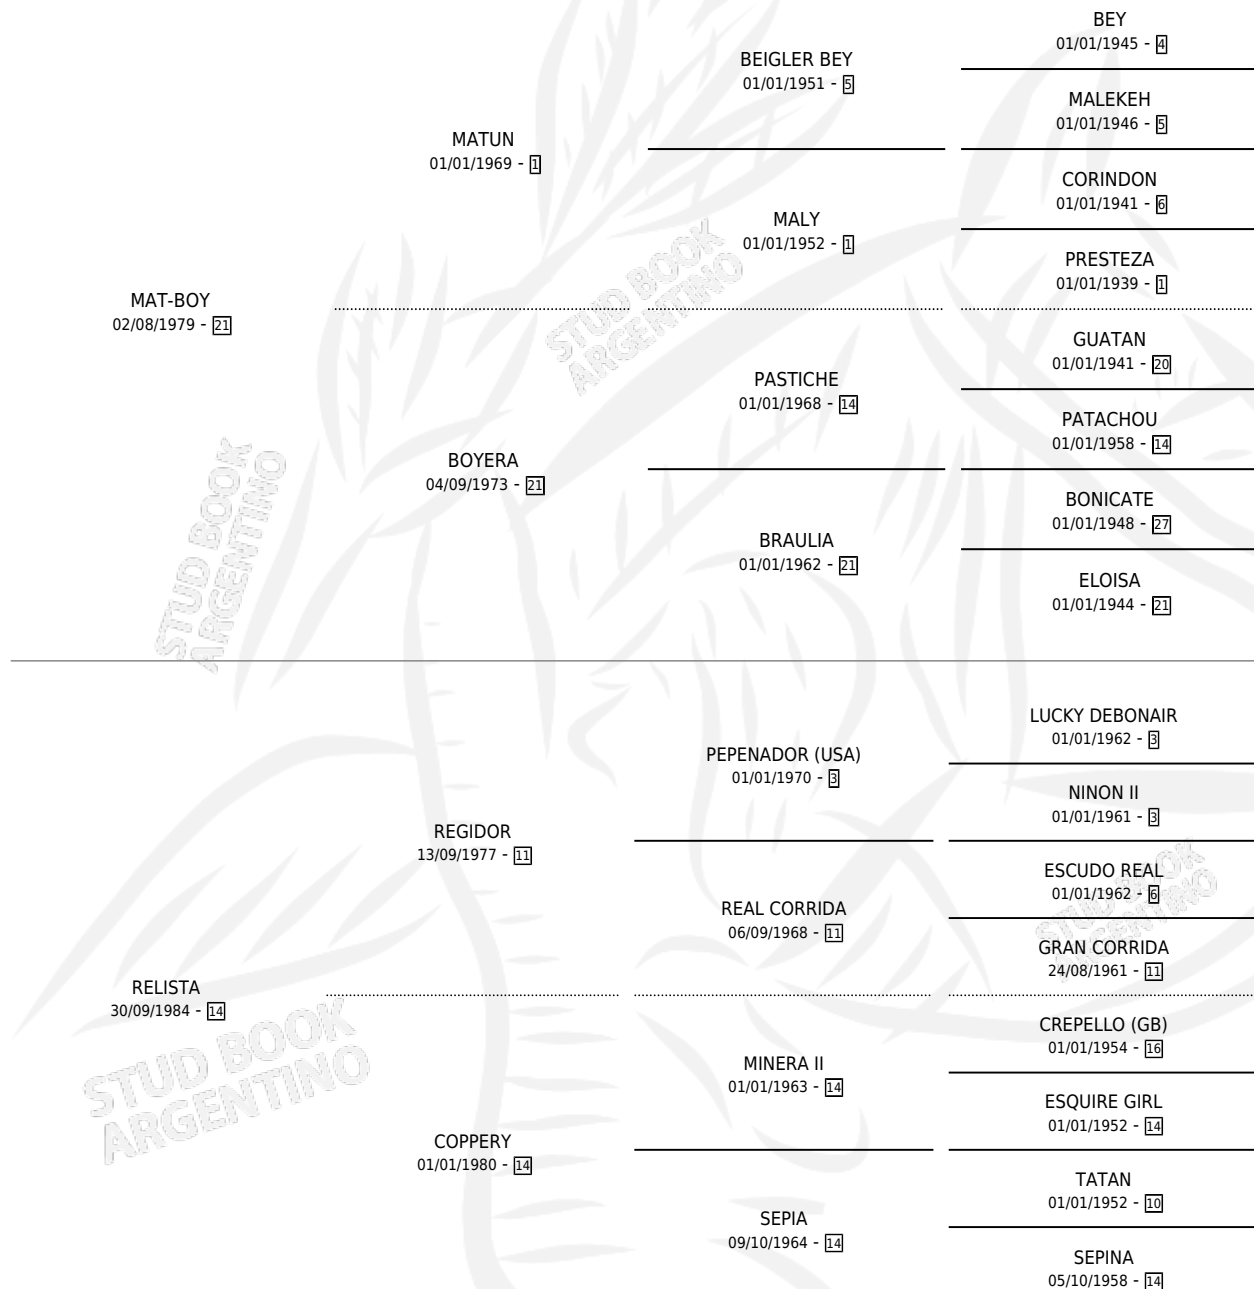 BEY
01/01/1945 - 4
BEIGLER BEY
01/01/1951 - 5
MALEKEH
01/01/1946 - 5
MATUN
01/01/1969 - 1
CORINDON
01/01/1941 - 6
MALY
01/01/1952 - 1
PRESTEZA
01/01/1939 - 1
MAT-BOY
02/08/1979 - 21
GUATAN
01/01/1941 - 20
PASTICHE
01/01/1968 - 14
PATACHOU
01/01/1958 - 14
BOYERA
04/09/1973 - 21
BONICATE
01/01/1948 - 27
BRAULIA
01/01/1962 - 21
ELOISA
01/01/1944 - 21
LUCKY DEBONAIR
01/01/1962 - 3
PEPENADOR (USA)
01/01/1970 - 3
NINON II
01/01/1961 - 3
REGIDOR
13/09/1977 - 11
ESCUDO REAL
01/01/1962 - 6
REAL CORRIDA
06/09/1968 - 11
GRAN CORRIDA
24/08/1961 - 11
RELISTA
30/09/1984 - 14
CREPELLO (GB)
01/01/1954 - 16
MINERA II
01/01/1963 - 14
ESQUIRE GIRL
01/01/1952 - 14
COPPERY
01/01/1980 - 14
TATAN
01/01/1952 - 10
SEPIA
09/10/1964 - 14
SEPINA
05/10/1958 - 14
STUD BOOK
ARGENTINO
STUD BOOK
ARGENTINO
STUD BOOK
ARGENTINO
STUD BOOK
ARGENTINO